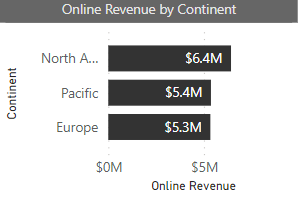 Online Revenue by Continent
Continent
North A... $6.4M
Pacific $5.4M
Europe $5.3M
$0M $5M
Online Revenue